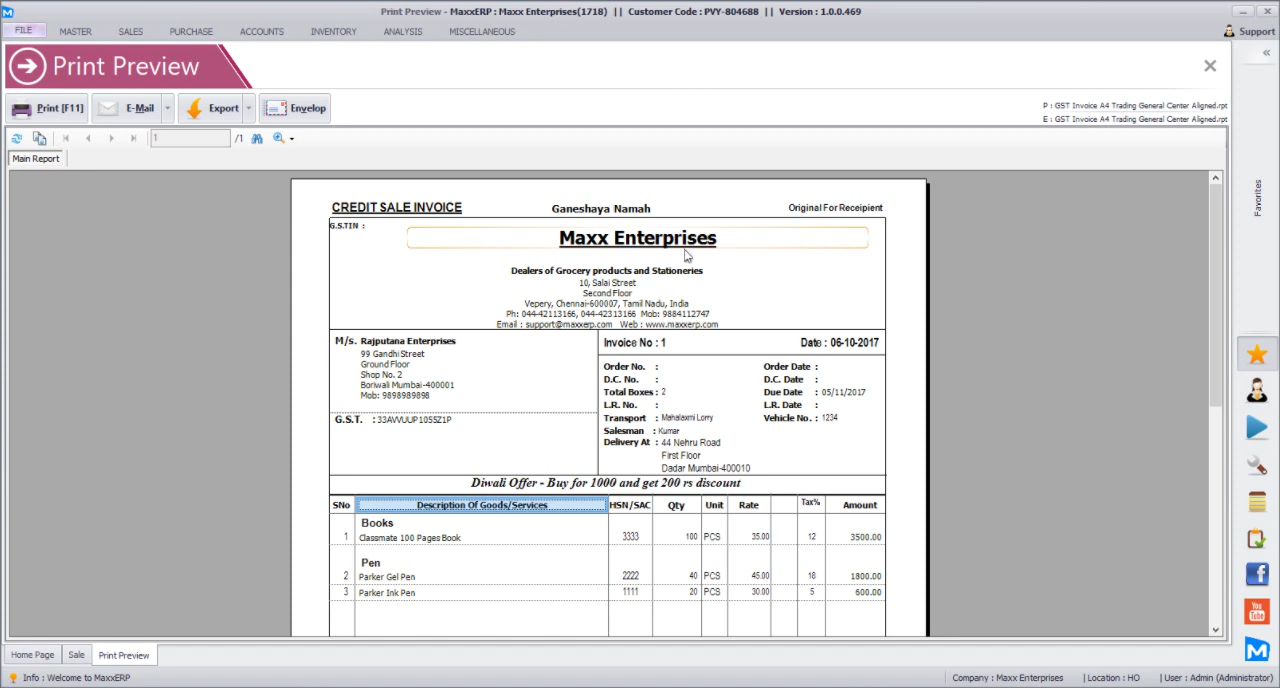 Print Preview - MaxxERP : Maxx Enterprises(1718)  ||  Customer Code : PVY-804688  ||  Version : 1.0.0.469
FILE MASTER SALES PURCHASE ACCOUNTS INVENTORY ANALYSIS MISCELLANEOUS Support
Print Preview
Print [F11] E-Mail Export Envelop
P : GST Invoice A4 Trading General Center Aligned.rpt
E : GST Invoice A4 Trading General Center Aligned.rpt
1 /1
Main Report
Favorites
CREDIT SALE INVOICE Ganeshaya Namah Original For Receipient
G.S.TIN :
Maxx Enterprises
Dealers of Grocery products and Stationeries
10, Salai Street
Second Floor
Vepery, Chennai-600007, Tamil Nadu, India
Ph: 044-42113166, 044-42313166 Mob: 9884112747
Email : support@maxxerp.com Web : www.maxxerp.com
M/s. Rajputana Enterprises
99 Gandhi Street
Ground Floor
Shop No. 2
Boriwali Mumbai-400001
Mob: 9898989898
G.S.T. : 33AVVUUP1055Z1P
Invoice No : 1 Date : 06-10-2017
Order No. : Order Date :
D.C. No. : D.C. Date :
Total Boxes : 2 Due Date : 05/11/2017
L.R. No. : L.R. Date :
Transport : Mahalaxmi Lorry Vehicle No. : 1234
Salesman : Kumar
Delivery At : 44 Nehru Road
First Floor
Dadar Mumbai-400010
Diwali Offer - Buy for 1000 and get 200 rs discount
SNo Description Of Goods/Services HSN/SAC Qty Unit Rate Tax% Amount
Books
1 Classmate 100 Pages Book 3333 100 PCS 35.00 12 3500.00
Pen
2 Parker Gel Pen 2222 40 PCS 45.00 18 1800.00
3 Parker Ink Pen 1111 20 PCS 30.00 5 600.00
You
Tube
Home Page Sale Print Preview
Info : Welcome to MaxxERP Company : Maxx Enterprises | Location : HO | User : Admin (Administrator)